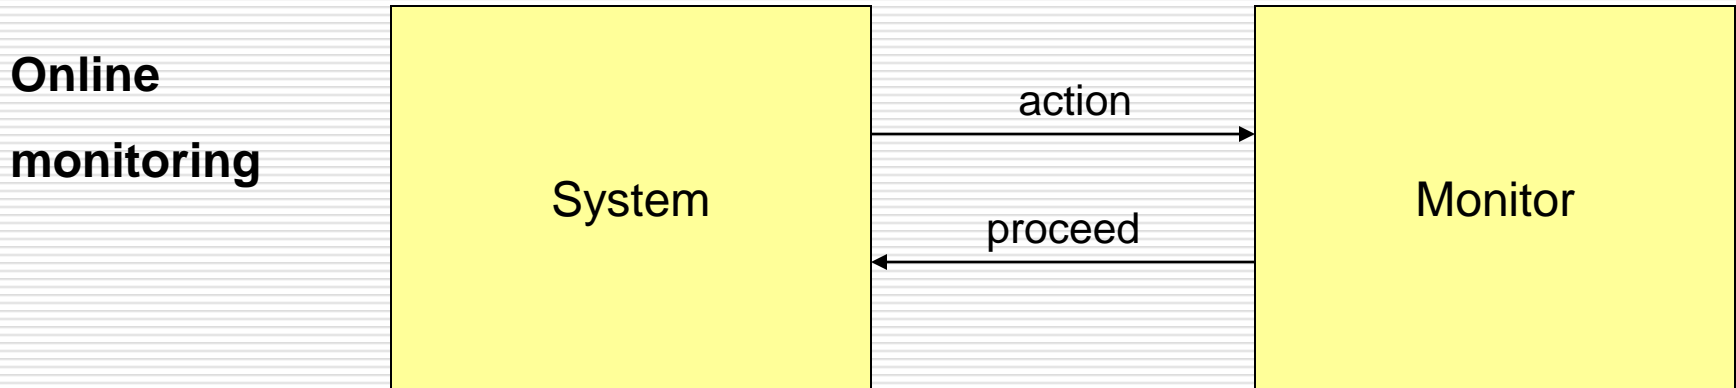 Online
monitoring
System
action
proceed
Monitor